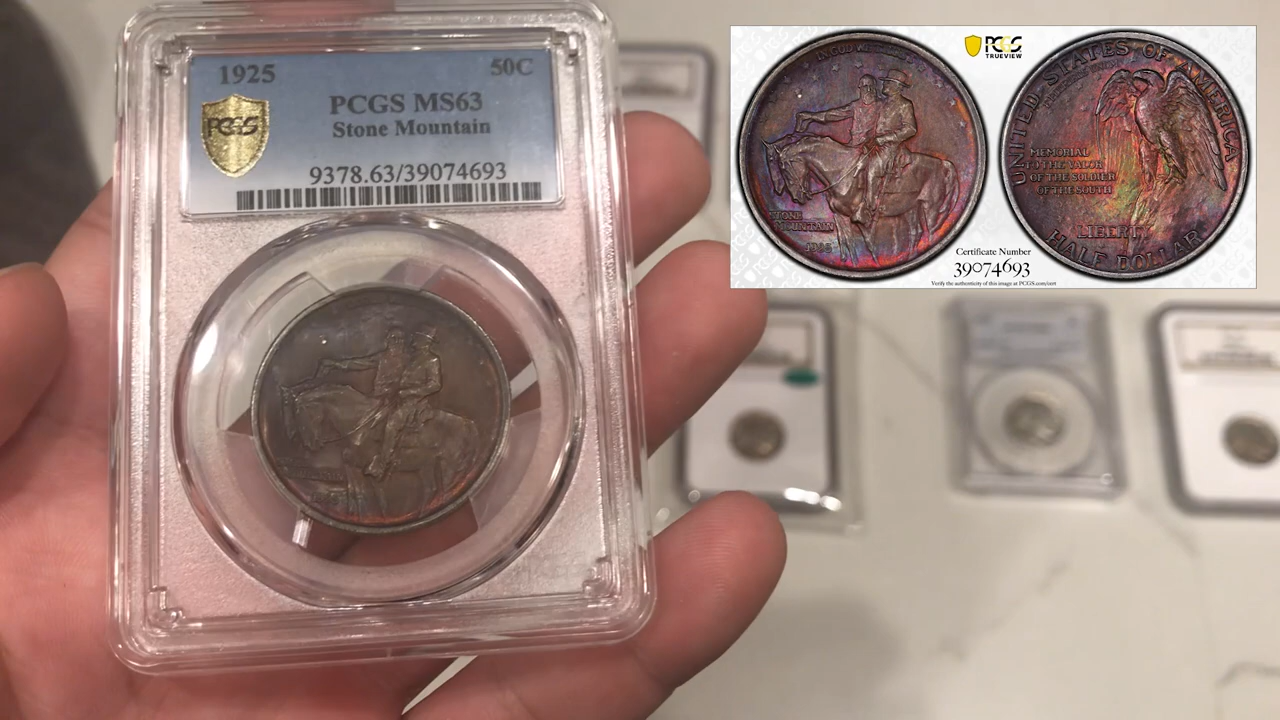 1925 50C
PCGS MS63
PCGS
Stone Mountain
9378.63/39074693
PCGS
TRUEVIEW
IN GOD WE TRUST
STONE
MOUNTAIN
1925
UNITED STATES OF AMERICA
MEMORIAL
TO THE VALOR
OF THE SOLDIER
OF THE SOUTH
LIBERTY
HALF DOLLAR
Certificate Number
39074693
Verify the authenticity of this image at PCGS.com/cert